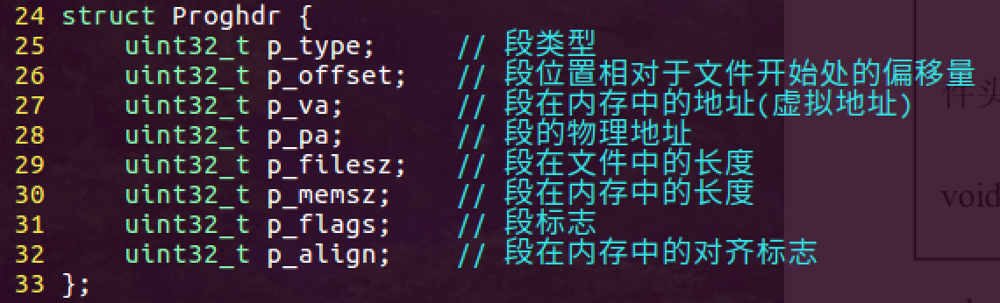 24 struct Proghdr {
25     uint32_t p_type;     // 段类型
26     uint32_t p_offset;   // 段位置相对于文件开始处的偏移量
27     uint32_t p_va;       // 段在内存中的地址(虚拟地址)
28     uint32_t p_pa;       // 段的物理地址
29     uint32_t p_filesz;   // 段在文件中的长度
30     uint32_t p_memsz;    // 段在内存中的长度
31     uint32_t p_flags;    // 段标志
32     uint32_t p_align;    // 段在内存中的对齐标志
33 };
件头
void